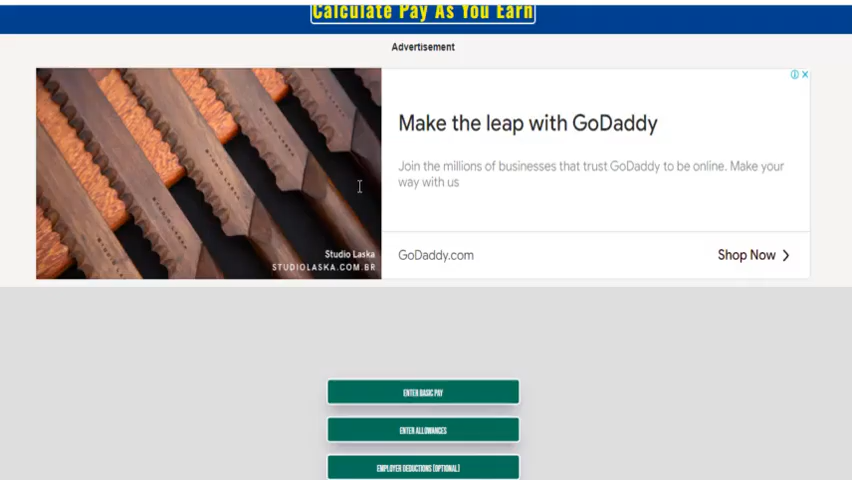 Calculate Pay As You Earn
Advertisement
Make the leap with GoDaddy
Join the millions of businesses that trust GoDaddy to be online. Make your
way with us
Studio Laska
STUDIOLASKA.COM.BR
GoDaddy.com
Shop Now
ENTER BASIC PAY
ENTER ALLOWANCES
EMPLOYER DEDUCTIONS (OPTIONAL)